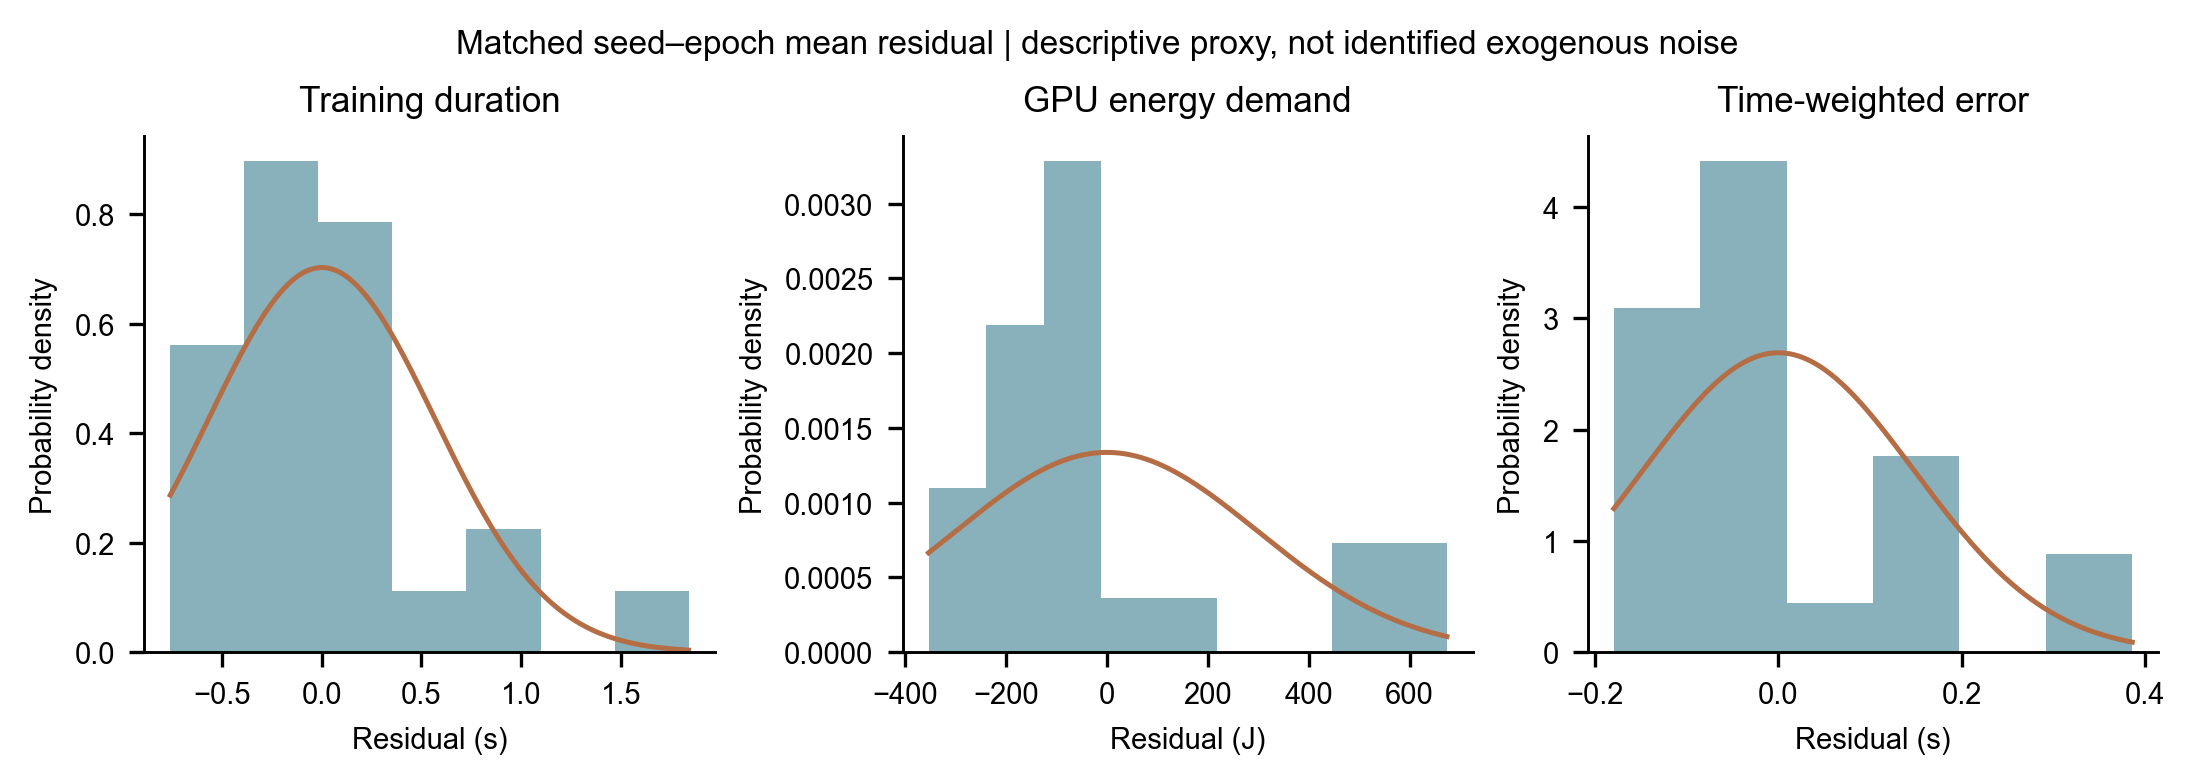 Matched seed–epoch mean residual | descriptive proxy, not identified exogenous noise
Training duration
Probability density
0.8
0.6
0.4
0.2
0.0
−0.5 0.0 0.5 1.0 1.5
Residual (s)
GPU energy demand
Probability density
0.0030
0.0025
0.0020
0.0015
0.0010
0.0005
0.0000
−400 −200 0 200 400 600
Residual (J)
Time-weighted error
Probability density
4
3
2
1
0
−0.2 0.0 0.2 0.4
Residual (s)